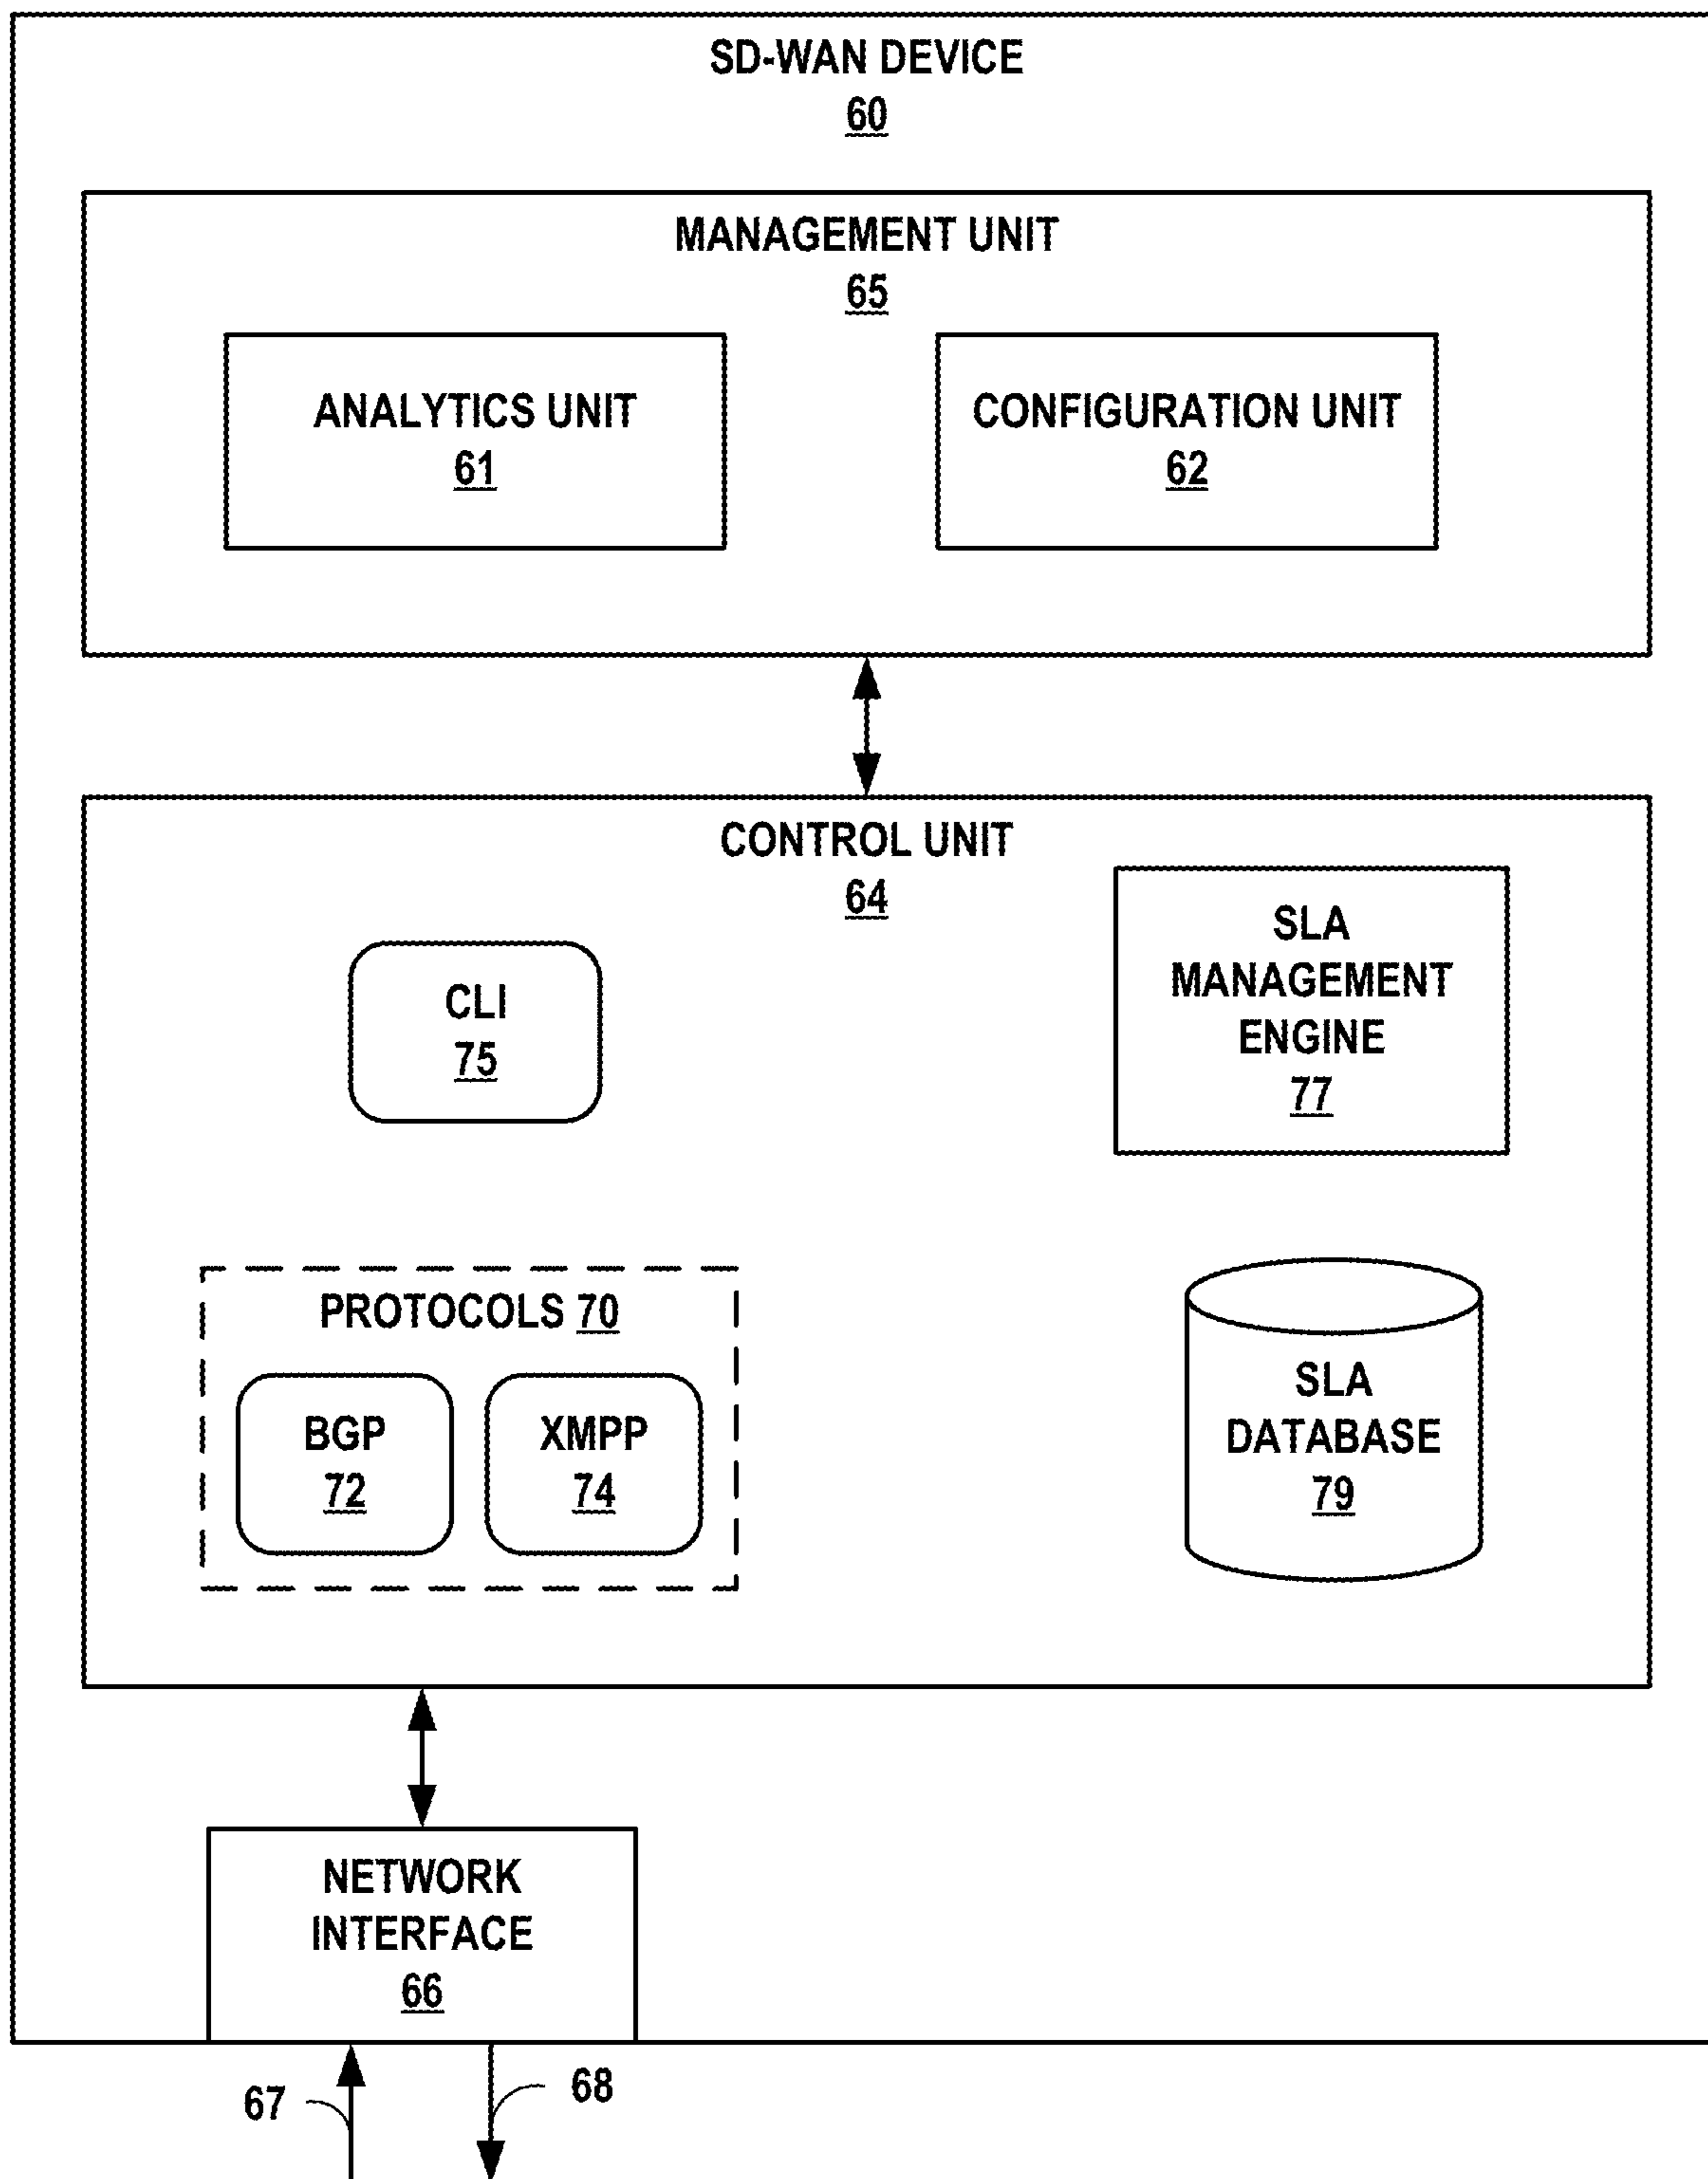 SD-WAN DEVICE
60
MANAGEMENT UNIT
65
ANALYTICS UNIT
61
CONFIGURATION UNIT
62
CONTROL UNIT
64
CLI
75
SLA
MANAGEMENT
ENGINE
77
PROTOCOLS 70
BGP
72
XMPP
74
SLA
DATABASE
79
NETWORK
INTERFACE
66
67
68